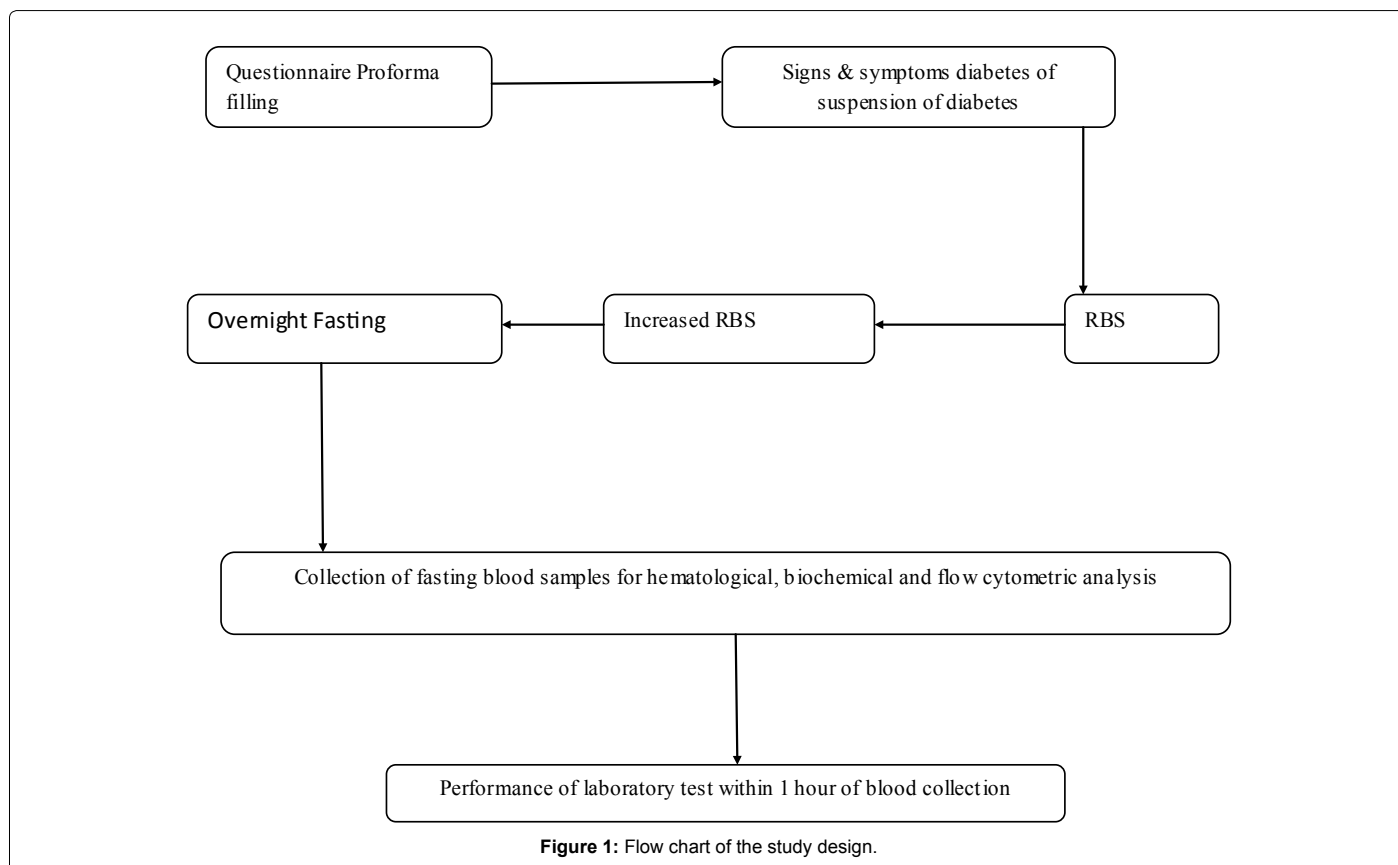 Questionnaire Proforma
filling
Signs & symptoms diabetes of
suspension of diabetes
Overnight Fasting
Increased RBS
RBS
Collection of fasting blood samples for hematological, biochemical and flow cytometric analysis
Performance of laboratory test within 1 hour of blood collection
Figure 1: Flow chart of the study design.